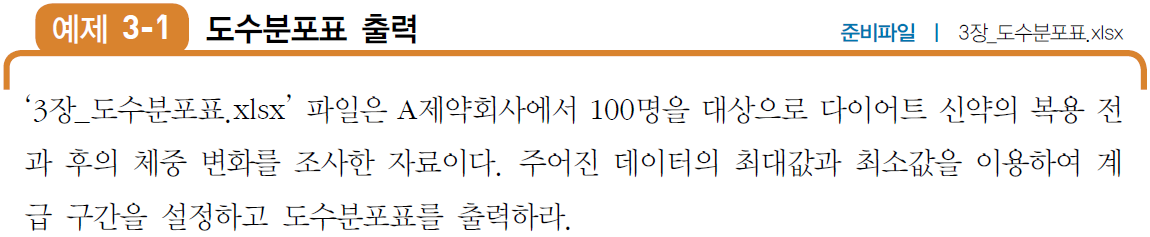 예제 3-1 도수분포표 출력 준비파일 | 3장_도수분포표.xlsx
‘3장_도수분포표.xlsx’ 파일은 A제약회사에서 100명을 대상으로 다이어트 신약의 복용 전
과 후의 체중 변화를 조사한 자료이다. 주어진 데이터의 최대값과 최소값을 이용하여 계
급 구간을 설정하고 도수분포표를 출력하라.